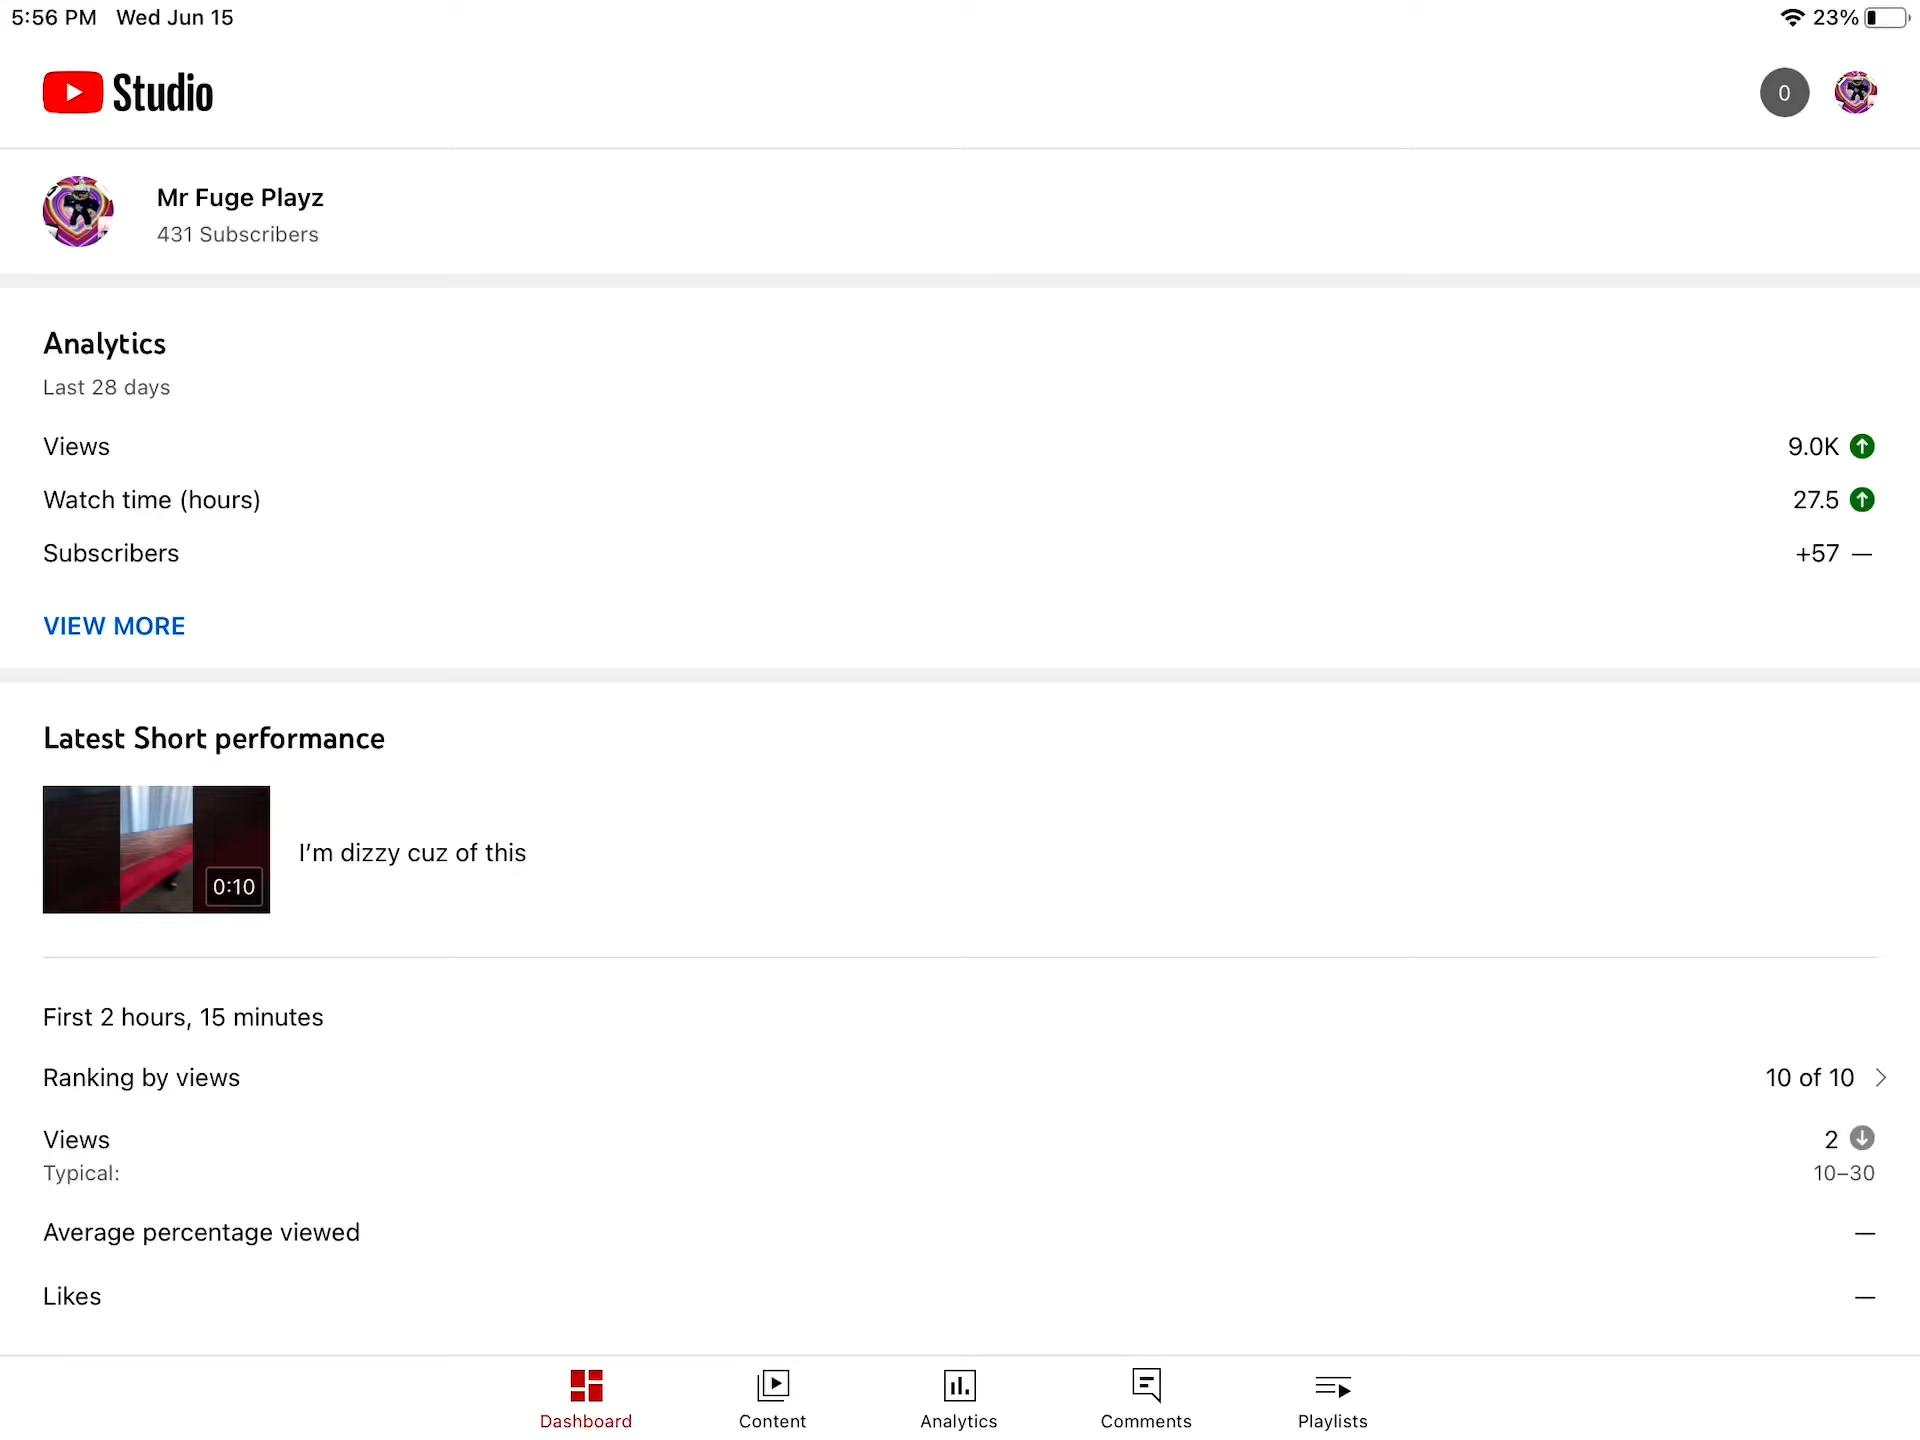 5:56 PM Wed Jun 15
23%
Studio
0
Mr Fuge Playz
431 Subscribers
Analytics
Last 28 days
Views 9.0K
Watch time (hours) 27.5
Subscribers +57 —
VIEW MORE
Latest Short performance
0:10
I'm dizzy cuz of this
First 2 hours, 15 minutes
Ranking by views 10 of 10
Views 2
Typical: 10–30
Average percentage viewed —
Likes —
Dashboard Content Analytics Comments Playlists